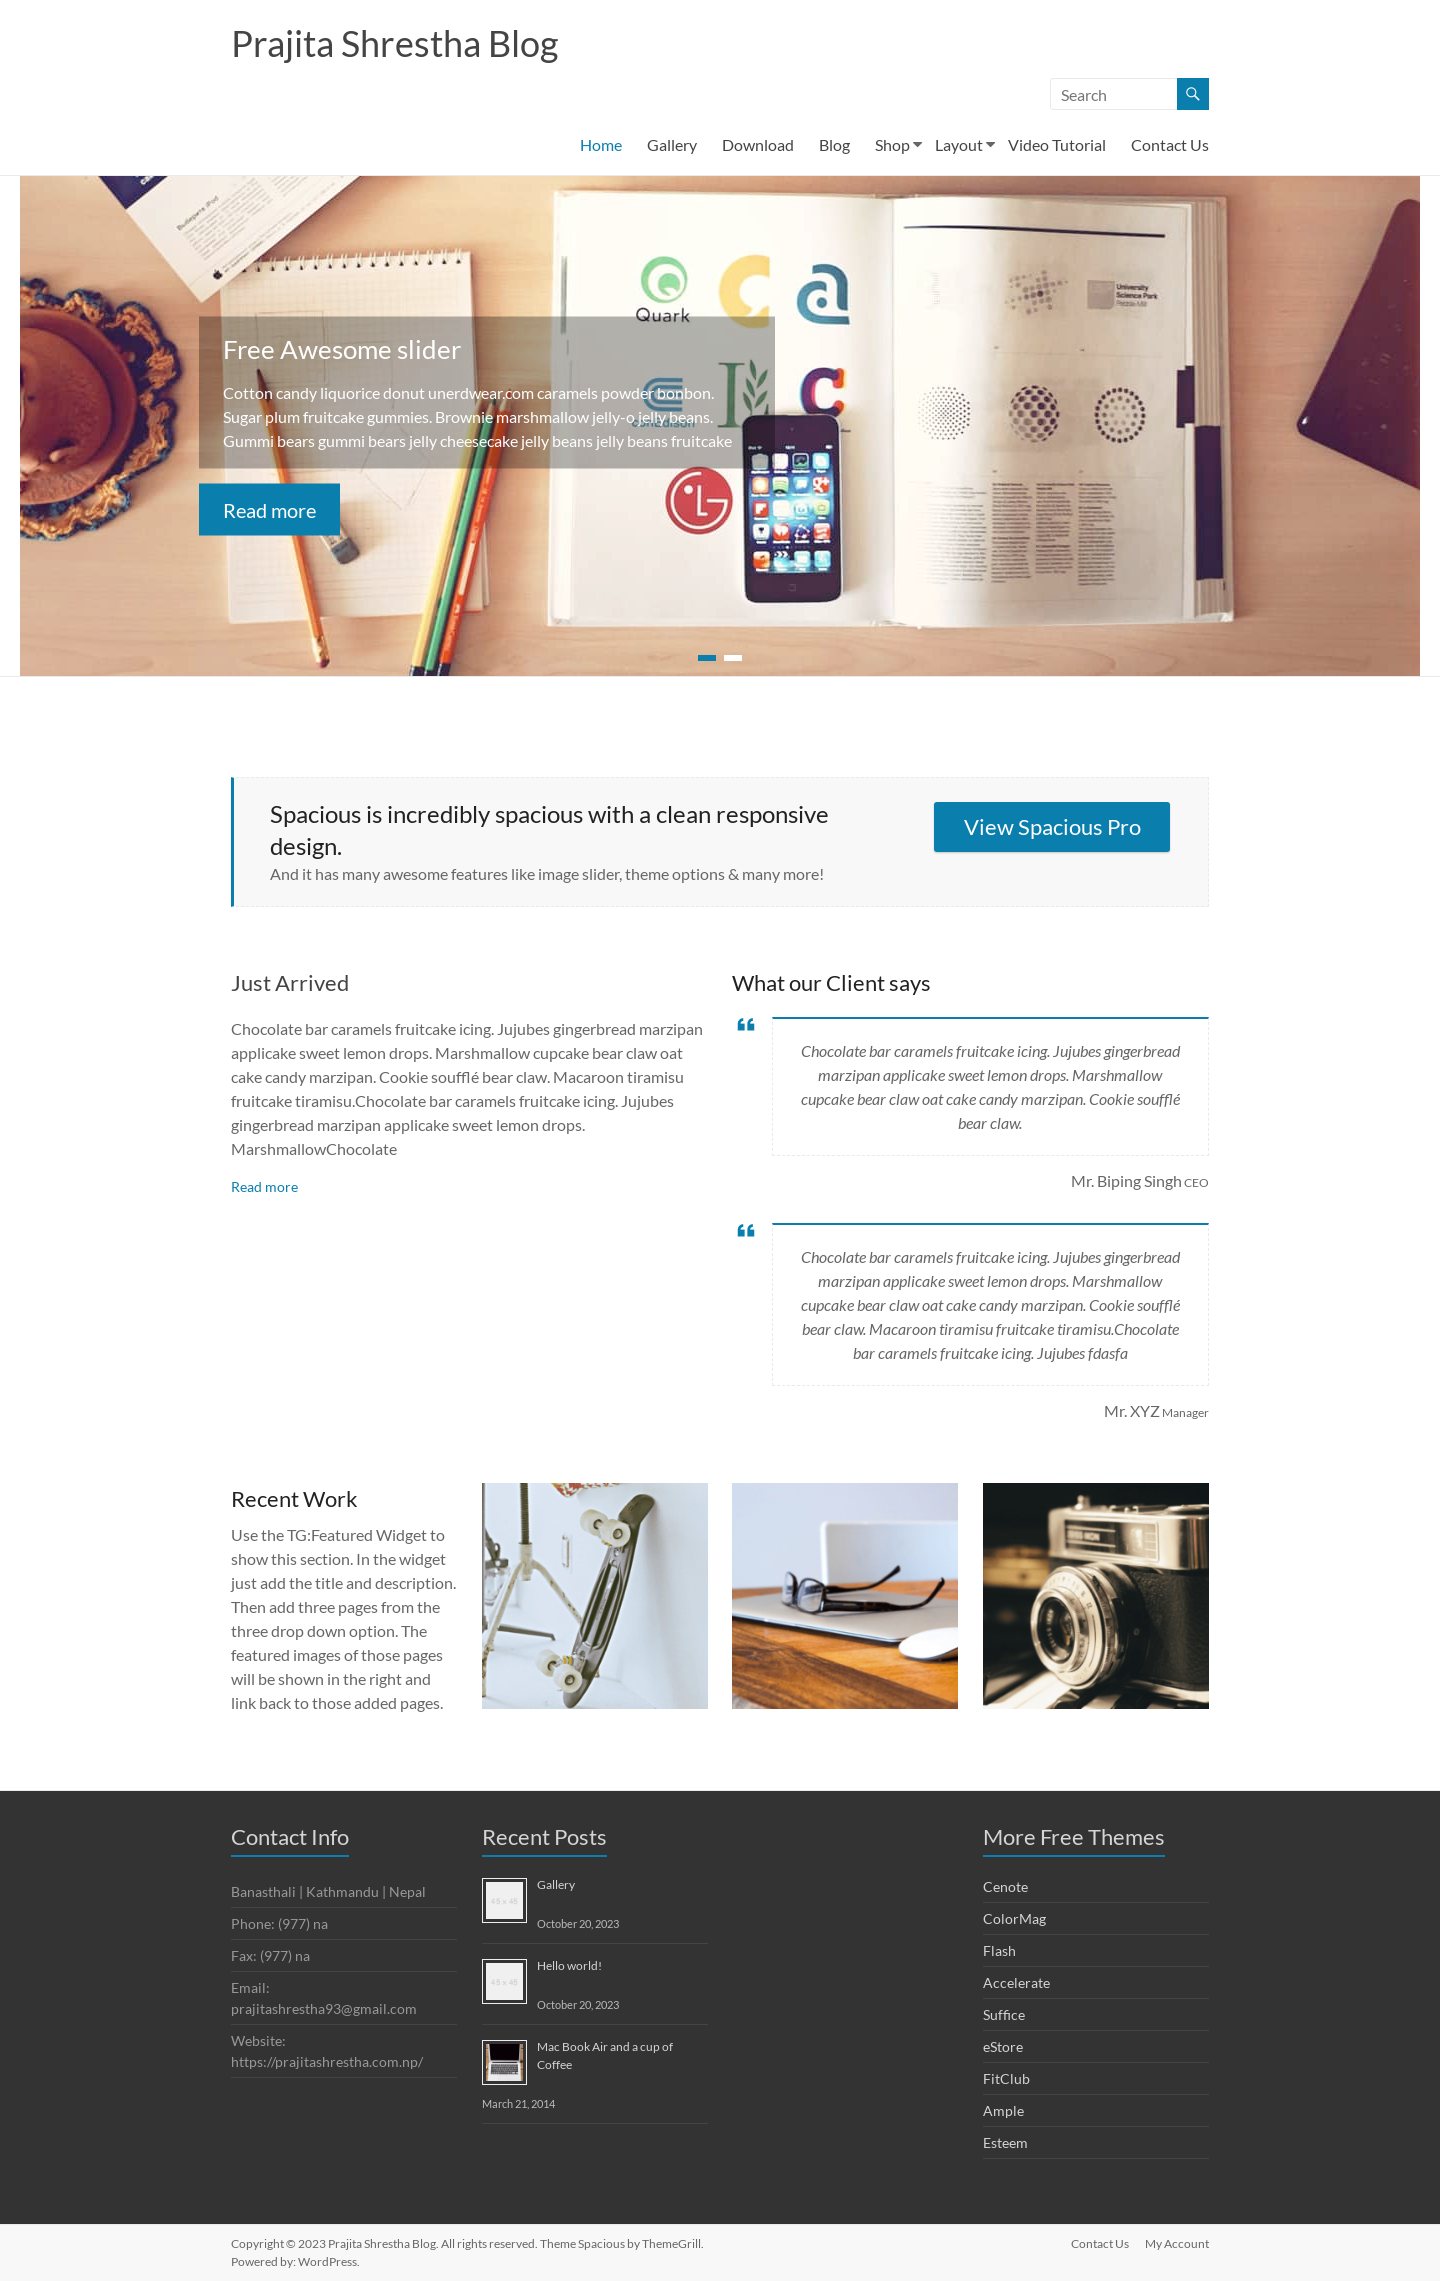 Prajita Shrestha Blog
Search
Home Gallery Download Blog Shop Layout Video Tutorial Contact Us
Budapeire iPod
Quark
University
Science Park
Free Awesome slider
Cotton candy liquorice donut unerdwear.com caramels powder bonbon.
Sugar plum fruitcake gummies. Brownie marshmallow jelly-o jelly beans.
Gummi bears gummi bears jelly cheesecake jelly beans jelly beans fruitcake
Read more
Spacious is incredibly spacious with a clean responsive
design.
And it has many awesome features like image slider, theme options & many more!
View Spacious Pro
Just Arrived
Chocolate bar caramels fruitcake icing. Jujubes gingerbread marzipan
applicake sweet lemon drops. Marshmallow cupcake bear claw oat
cake candy marzipan. Cookie soufflé bear claw. Macaroon tiramisu
fruitcake tiramisu.Chocolate bar caramels fruitcake icing. Jujubes
gingerbread marzipan applicake sweet lemon drops.
MarshmallowChocolate
Read more
What our Client says
Chocolate bar caramels fruitcake icing. Jujubes gingerbread
marzipan applicake sweet lemon drops. Marshmallow
cupcake bear claw oat cake candy marzipan. Cookie soufflé
bear claw.
Mr. Biping Singh CEO
Chocolate bar caramels fruitcake icing. Jujubes gingerbread
marzipan applicake sweet lemon drops. Marshmallow
cupcake bear claw oat cake candy marzipan. Cookie soufflé
bear claw. Macaroon tiramisu fruitcake tiramisu.Chocolate
bar caramels fruitcake icing. Jujubes fdasfa
Mr. XYZ Manager
Recent Work
Use the TG:Featured Widget to
show this section. In the widget
just add the title and description.
Then add three pages from the
three drop down option. The
featured images of those pages
will be shown in the right and
link back to those added pages.
Contact Info
Banasthali | Kathmandu | Nepal
Phone: (977) na
Fax: (977) na
Email:
prajitashrestha93@gmail.com
Website:
https://prajitashrestha.com.np/
Recent Posts
45 x 45
Gallery
October 20, 2023
45 x 45
Hello world!
October 20, 2023
Mac Book Air and a cup of
Coffee
March 21, 2014
More Free Themes
Cenote
ColorMag
Flash
Accelerate
Suffice
eStore
FitClub
Ample
Esteem
Copyright © 2023 Prajita Shrestha Blog. All rights reserved. Theme Spacious by ThemeGrill.
Powered by: WordPress.
Contact Us My Account